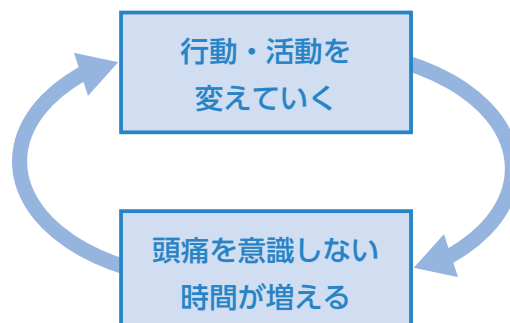 行動・活動を
変えていく
頭痛を意識しない
時間が増える